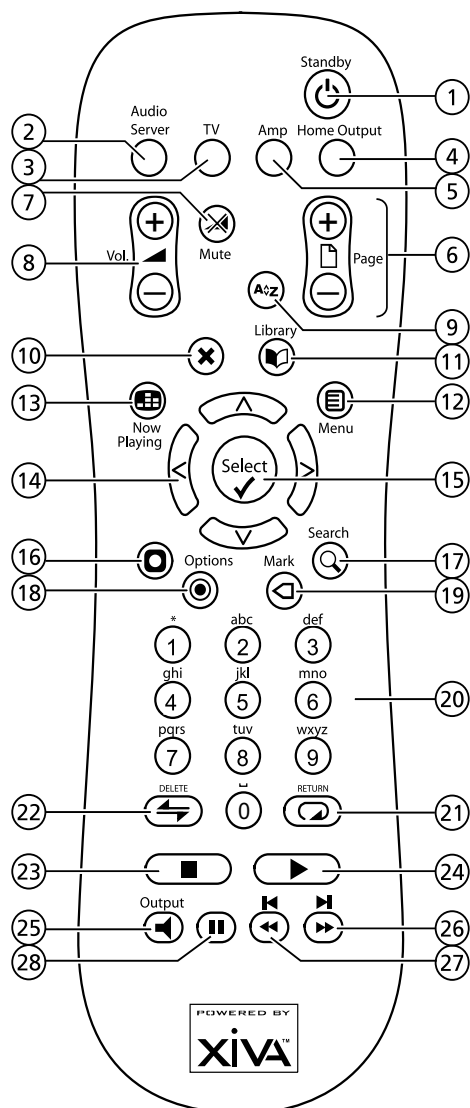 Standby
1
Audio
Server
TV
Amp
Home Output
2
3
4
5
7
Mute
Vol.
8
Page
6
A
Z
9
10
Library
11
13
Now
Playing
12
Menu
14
Select
15
16
Options
18
Mark
Search
17
19
*
abc
def
1
2
3
ghi
jkl
mno
4
5
6
20
pqrs
tuv
wxyz
7
8
9
DELETE
RETURN
22
0
21
23
24
Output
25
26
28
27
POWERED BY
XiVA™